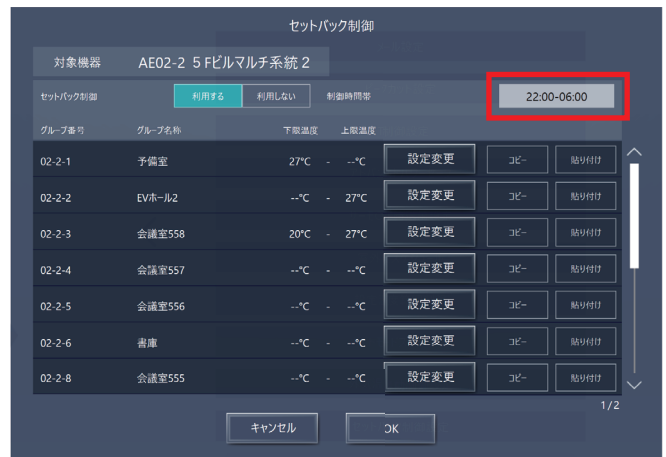 セットバック制御
対象機器 AE02-2 5Fビルマルチ系統2
セットバック制御 利用する 利用しない 制御時間帯 22:00-06:00
グループ番号 グループ名称 下限温度 上限温度
02-2-1 予備室 27℃ - --℃ 設定変更 コピー 貼り付け
02-2-2 EVホール2 --℃ - 27℃ 設定変更 コピー 貼り付け
02-2-3 会議室558 20℃ - 27℃ 設定変更 コピー 貼り付け
02-2-4 会議室557 --℃ - --℃ 設定変更 コピー 貼り付け
02-2-5 会議室556 --℃ - --℃ 設定変更 コピー 貼り付け
02-2-6 書庫 --℃ - --℃ 設定変更 コピー 貼り付け
02-2-8 会議室555 --℃ - --℃ 設定変更 コピー 貼り付け
1/2
キャンセル OK